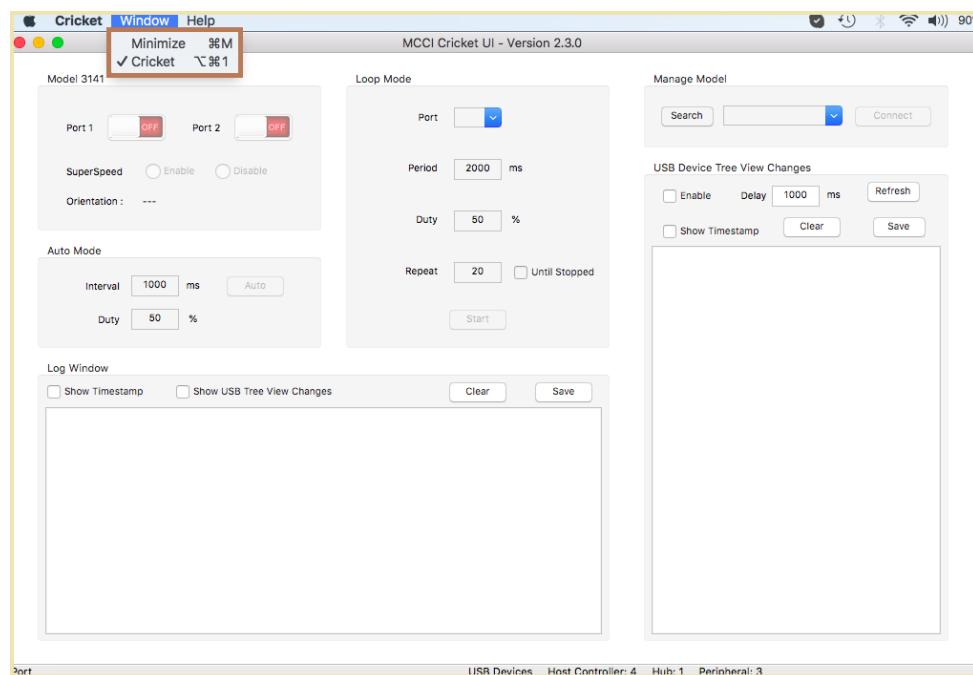 Cricket Window Help 90%
Minimize ⌘M
✓ Cricket ⌥⌘1
MCCI Cricket UI - Version 2.3.0
Model 3141
Port 1 OFF Port 2 OFF
SuperSpeed Enable Disable
Orientation : ---
Auto Mode
Interval 1000 ms Auto
Duty 50 %
Loop Mode
Port
Period 2000 ms
Duty 50 %
Repeat 20 Until Stopped
Start
Manage Model
Search Connect
USB Device Tree View Changes
Enable Delay 1000 ms Refresh
Show Timestamp Clear Save
Log Window
Show Timestamp Show USB Tree View Changes Clear Save
Port USB Devices Host Controller: 4 Hub: 1 Peripheral: 3